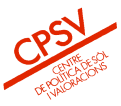 CPSV
CENTRE
DE POLÍTICA DE SÒL
I VALORACIONS